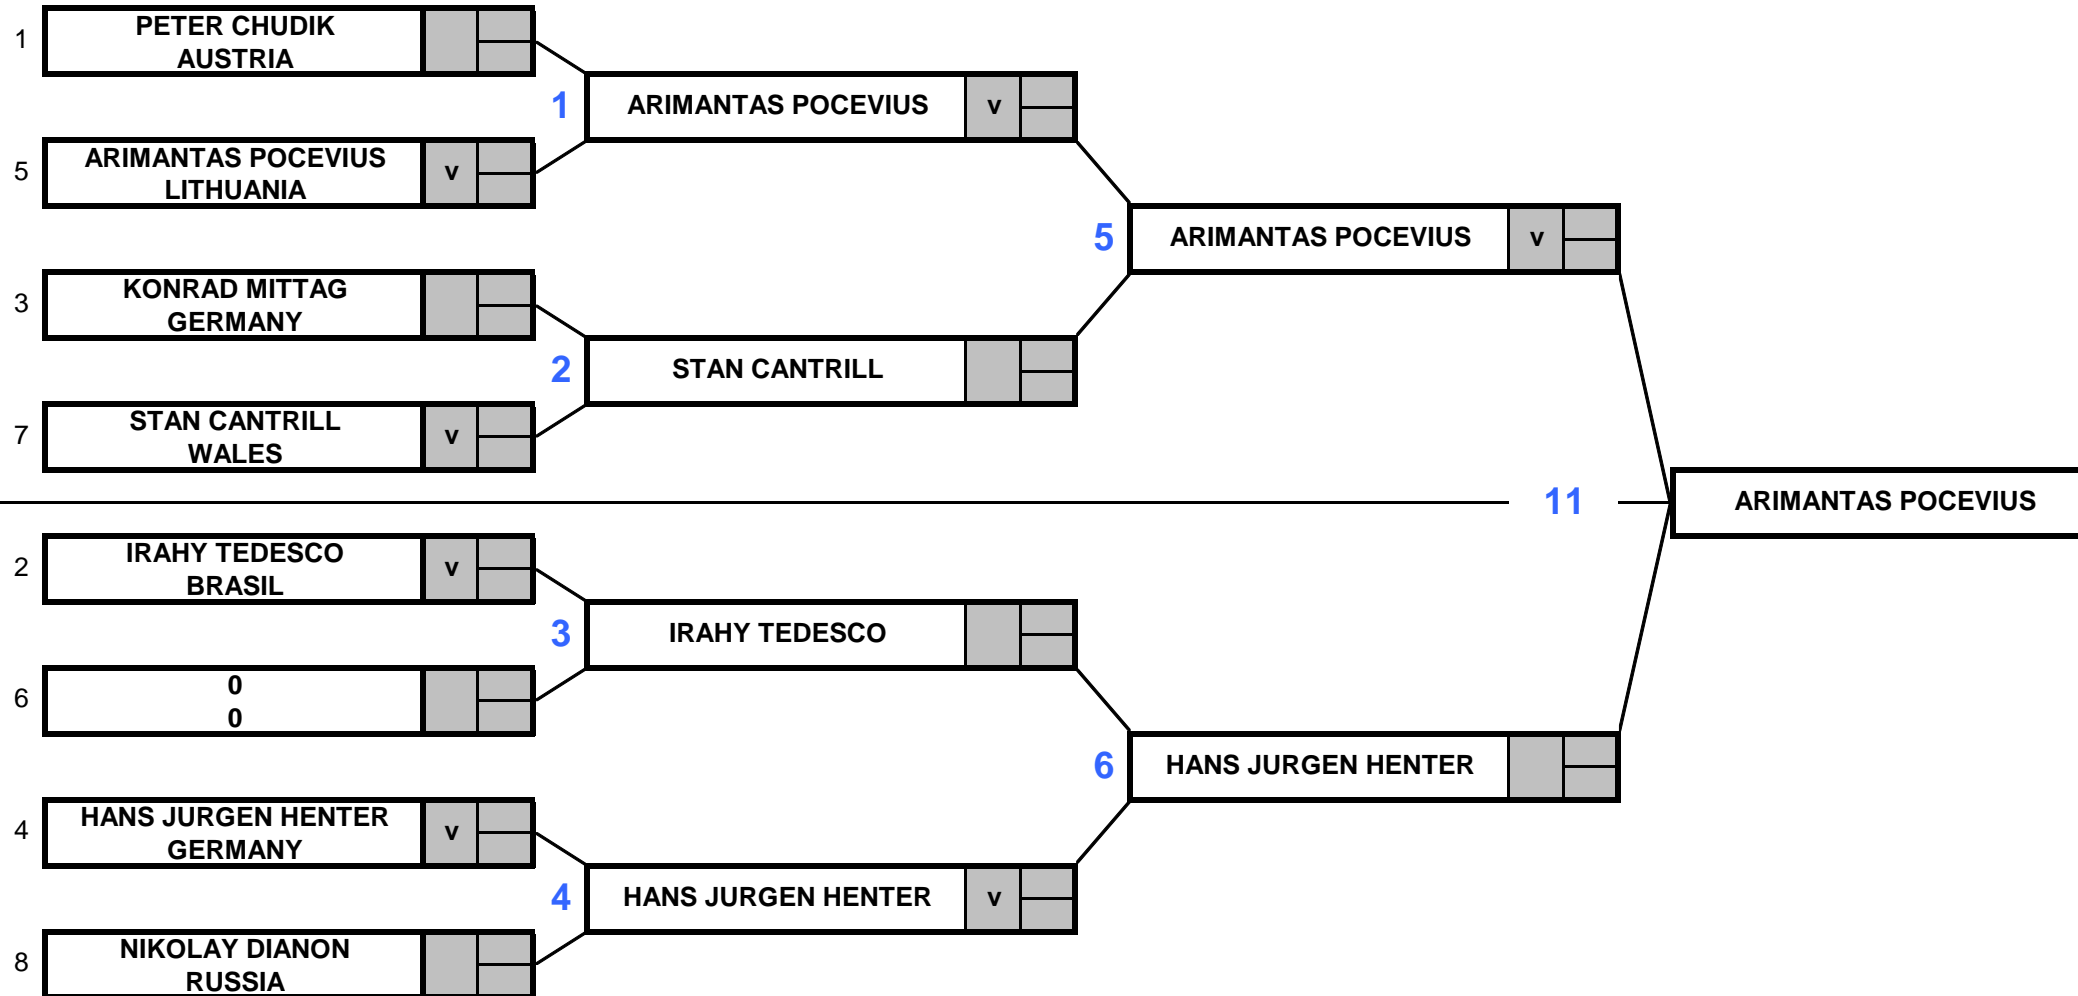 1
PETER CHUDIK
AUSTRIA
1
ARIMANTAS POCEVIUS v
5
ARIMANTAS POCEVIUS v
LITHUANIA
5
ARIMANTAS POCEVIUS v
3
KONRAD MITTAG
GERMANY
2
STAN CANTRILL
7
STAN CANTRILL v
WALES
11
ARIMANTAS POCEVIUS
2
IRAHY TEDESCO v
BRASIL
3
IRAHY TEDESCO
6
0
0
6
HANS JURGEN HENTER
4
HANS JURGEN HENTER v
GERMANY
4
HANS JURGEN HENTER v
8
NIKOLAY DIANON
RUSSIA